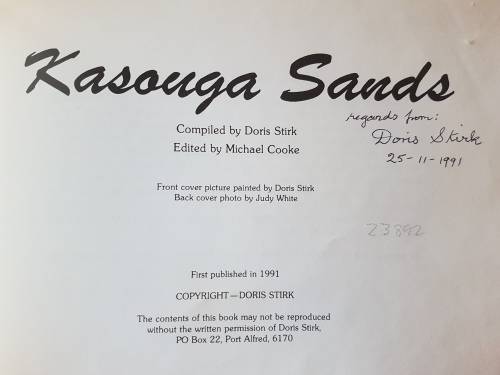 Kasouga Sands
regards from:
Doris Stirk
25-11-1991
Compiled by Doris Stirk
Edited by Michael Cooke
Front cover picture painted by Doris Stirk
Back cover photo by Judy White
23892
First published in 1991
COPYRIGHT—DORIS STIRK
The contents of this book may not be reproduced
without the written permission of Doris Stirk,
PO Box 22, Port Alfred, 6170